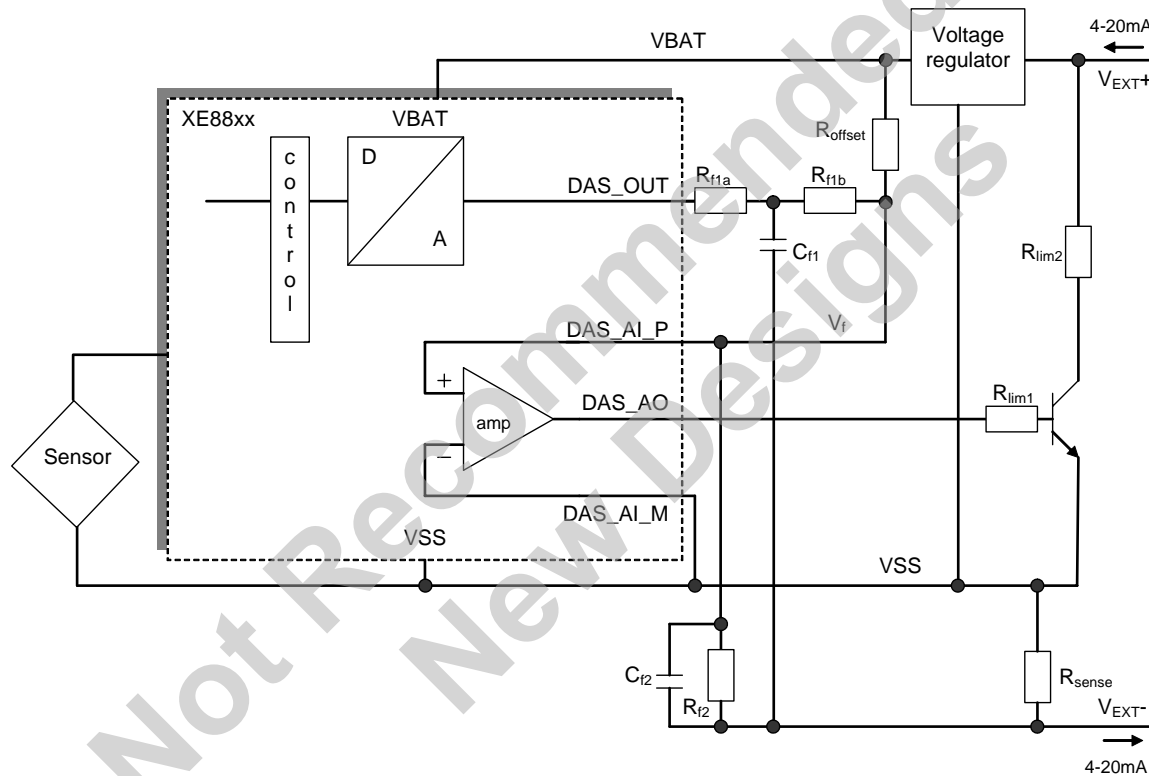 4-20mA
VBAT
Voltage
regulator
VEXT+
XE88xx
VBAT
control
D
A
DAS_OUT
Rf1a
Rf1b
Roffset
Cf1
Rlim2
DAS_AI_P
Vf
+
amp
–
DAS_AO
Rlim1
Sensor
DAS_AI_M
VSS
VSS
Cf2
Rf2
Rsense
VEXT-
4-20mA
Not Recommended
New Designs